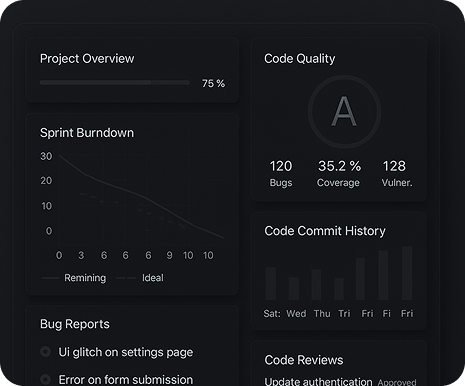 Project Overview
75 %
Sprint Burndown
30
20
10
0
0 3 6 6 9 10 10
Remining Ideal
Bug Reports
Ui glitch on settings page
Error on form submission
Code Quality
A
120 35.2 % 128
Bugs Coverage Vulner.
Code Commit History
Sat: Wed Thu Tri Fri Fi Fri
Code Reviews
Update authentication Approved